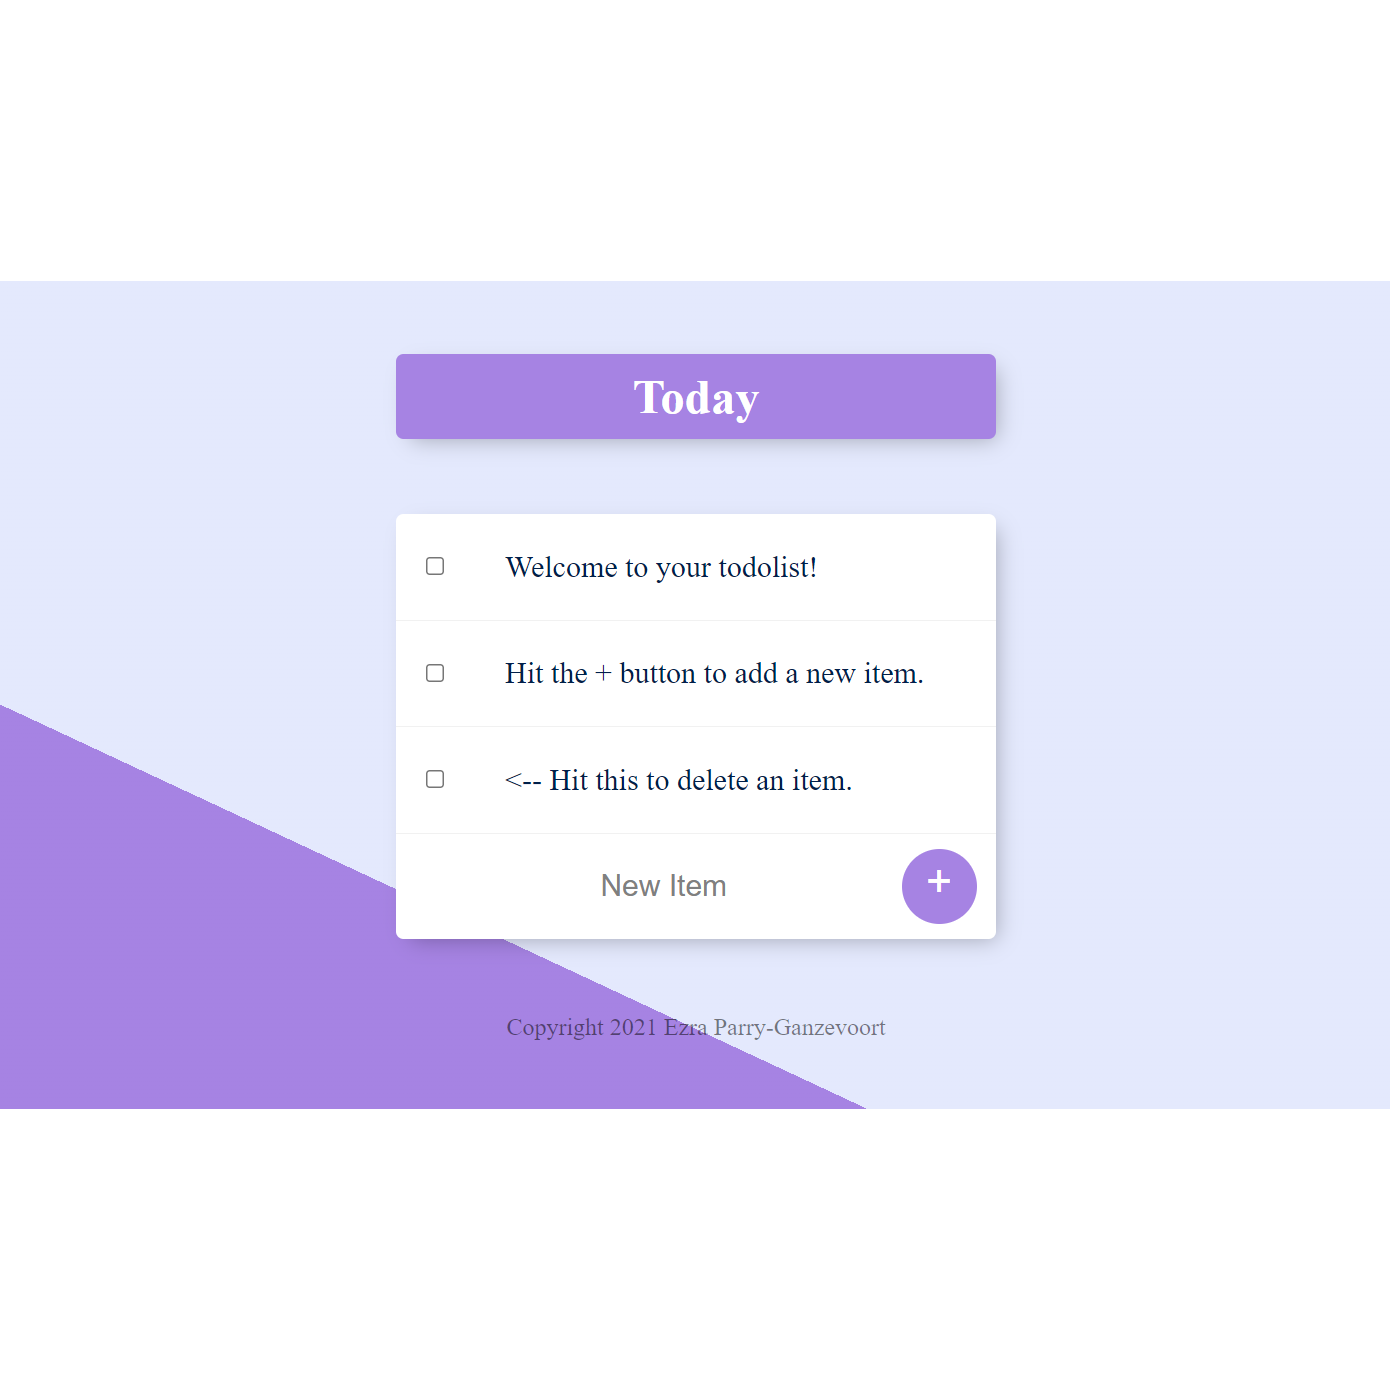 Today
Welcome to your todolist!
Hit the + button to add a new item.
<-- Hit this to delete an item.
New Item
+
Copyright 2021 Ezra Parry-Ganzevoort